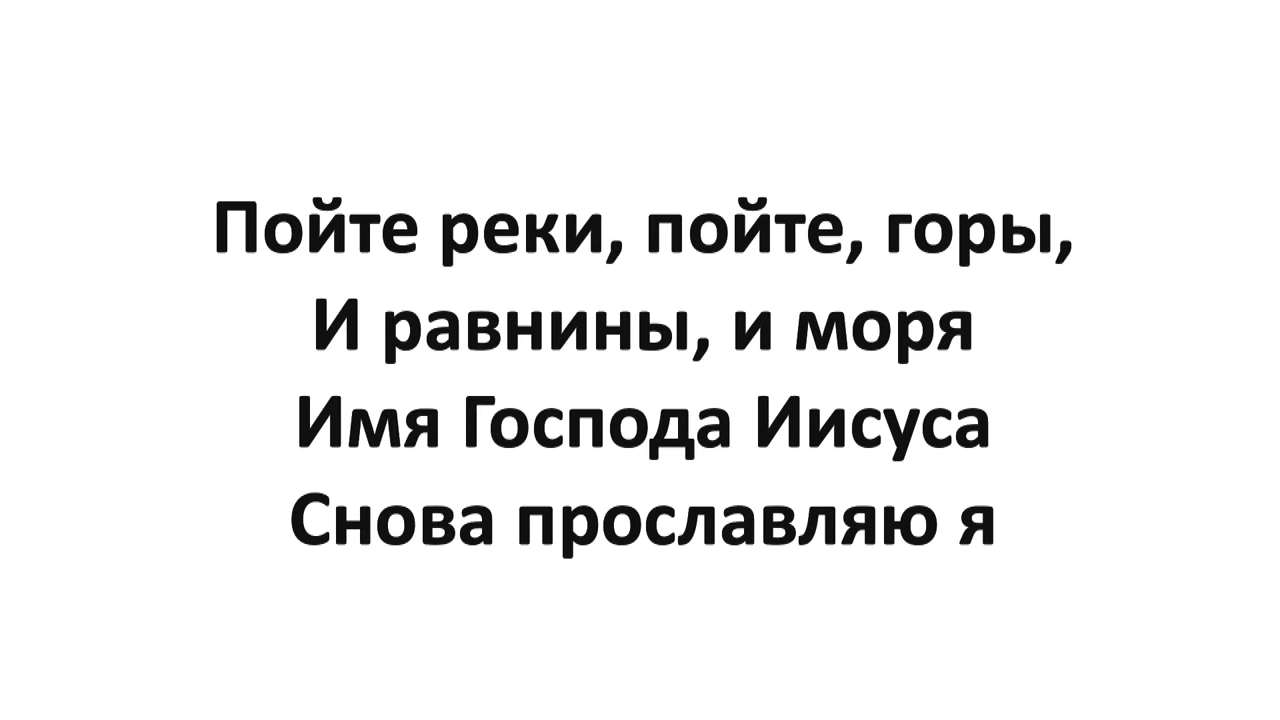 Пойте реки, пойте, горы,
И равнины, и моря
Имя Господа Иисуса
Снова прославляю я